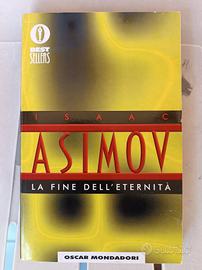 BEST
SELLERS
ISAAC
ASIMOV
LA FINE DELL'ETERNITÀ
OSCAR MONDADORI